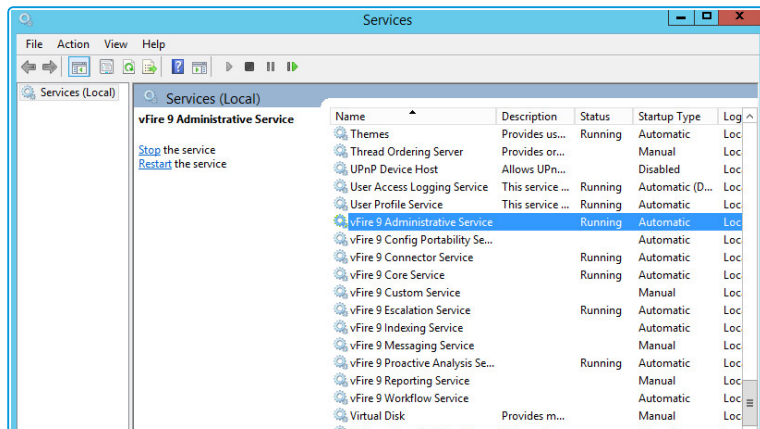 Services
File Action View Help
Services (Local)
Services (Local)
vFire 9 Administrative Service
Stop the service
Restart the service
Name Description Status Startup Type Log
Themes Provides us... Running Automatic Loc
Thread Ordering Server Provides or... Manual Loc
UPnP Device Host Allows UPn... Disabled Loc
User Access Logging Service This service ... Running Automatic (D... Loc
User Profile Service This service ... Running Automatic Loc
vFire 9 Administrative Service Running Automatic Loc
vFire 9 Config Portability Se... Automatic Loc
vFire 9 Connector Service Running Automatic Loc
vFire 9 Core Service Running Automatic Loc
vFire 9 Custom Service Manual Loc
vFire 9 Escalation Service Running Automatic Loc
vFire 9 Indexing Service Automatic Loc
vFire 9 Messaging Service Manual Loc
vFire 9 Proactive Analysis Se... Running Automatic Loc
vFire 9 Reporting Service Manual Loc
vFire 9 Workflow Service Automatic Loc
Virtual Disk Provides m... Manual Loc